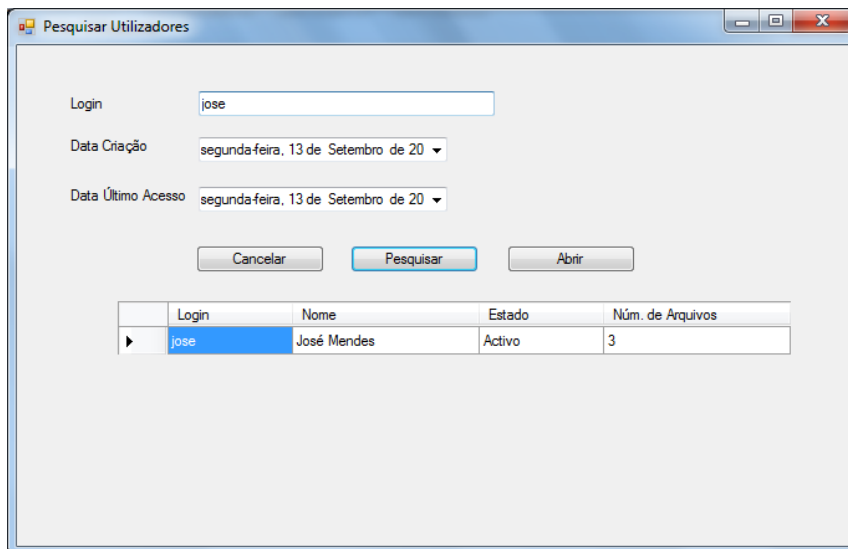 Pesquisar Utilizadores
Login jose
Data Criação segunda-feira, 13 de Setembro de 20
Data Último Acesso segunda-feira, 13 de Setembro de 20
Cancelar Pesquisar Abrir
Login Nome Estado Núm. de Arquivos
jose José Mendes Activo 3